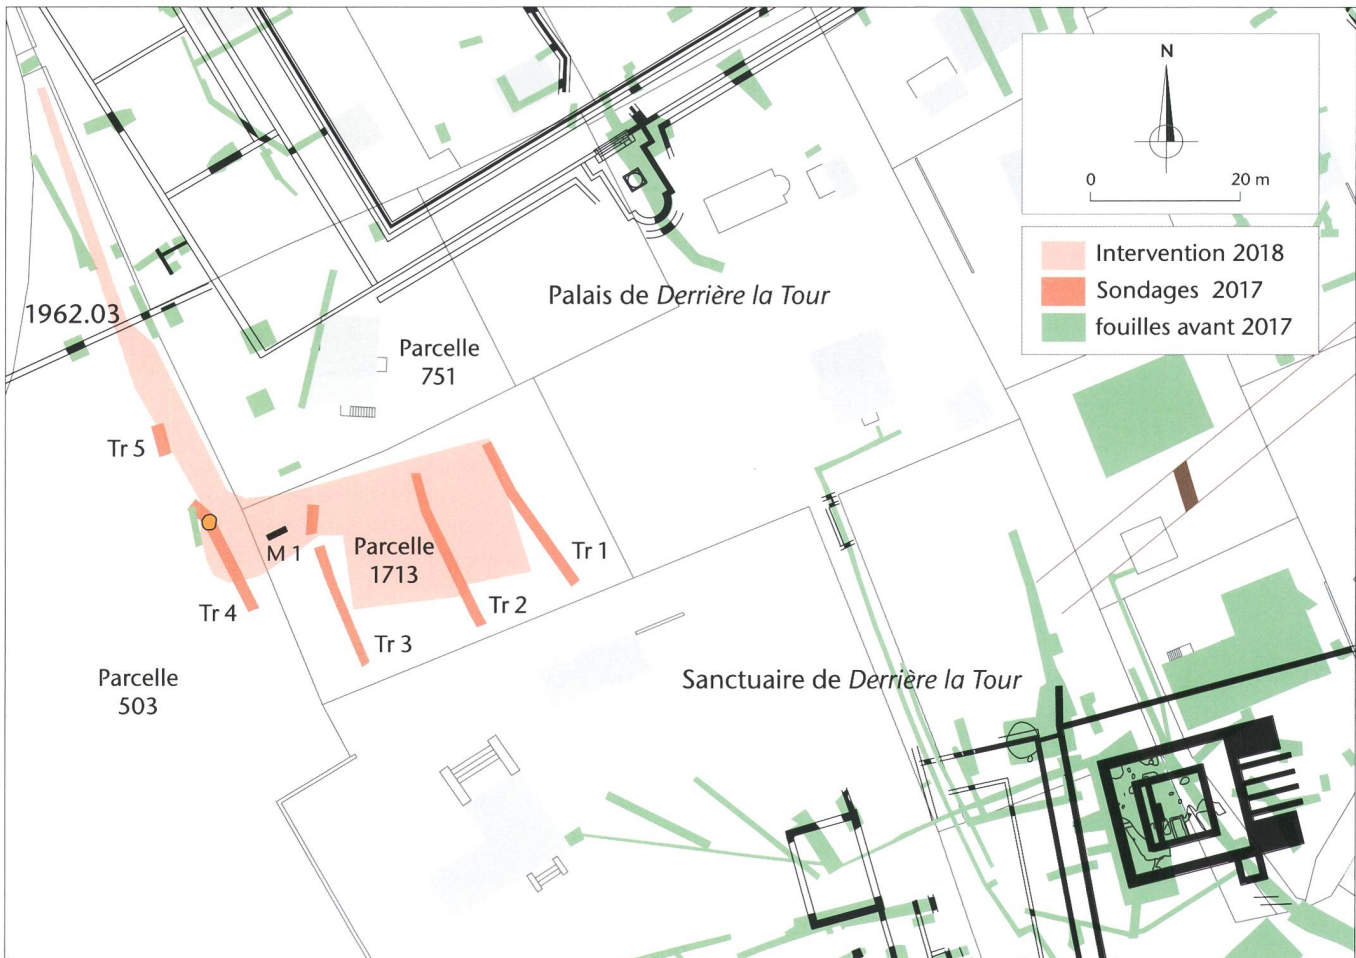 N
0 20 m
Intervention 2018
Sondages 2017
fouilles avant 2017
Palais de Derrière la Tour
1962.03
Parcelle
751
Tr 5
M 1
Parcelle
1713
Tr 1
Tr 2
Tr 4
Tr 3
Parcelle
503
Sanctuaire de Derrière la Tour